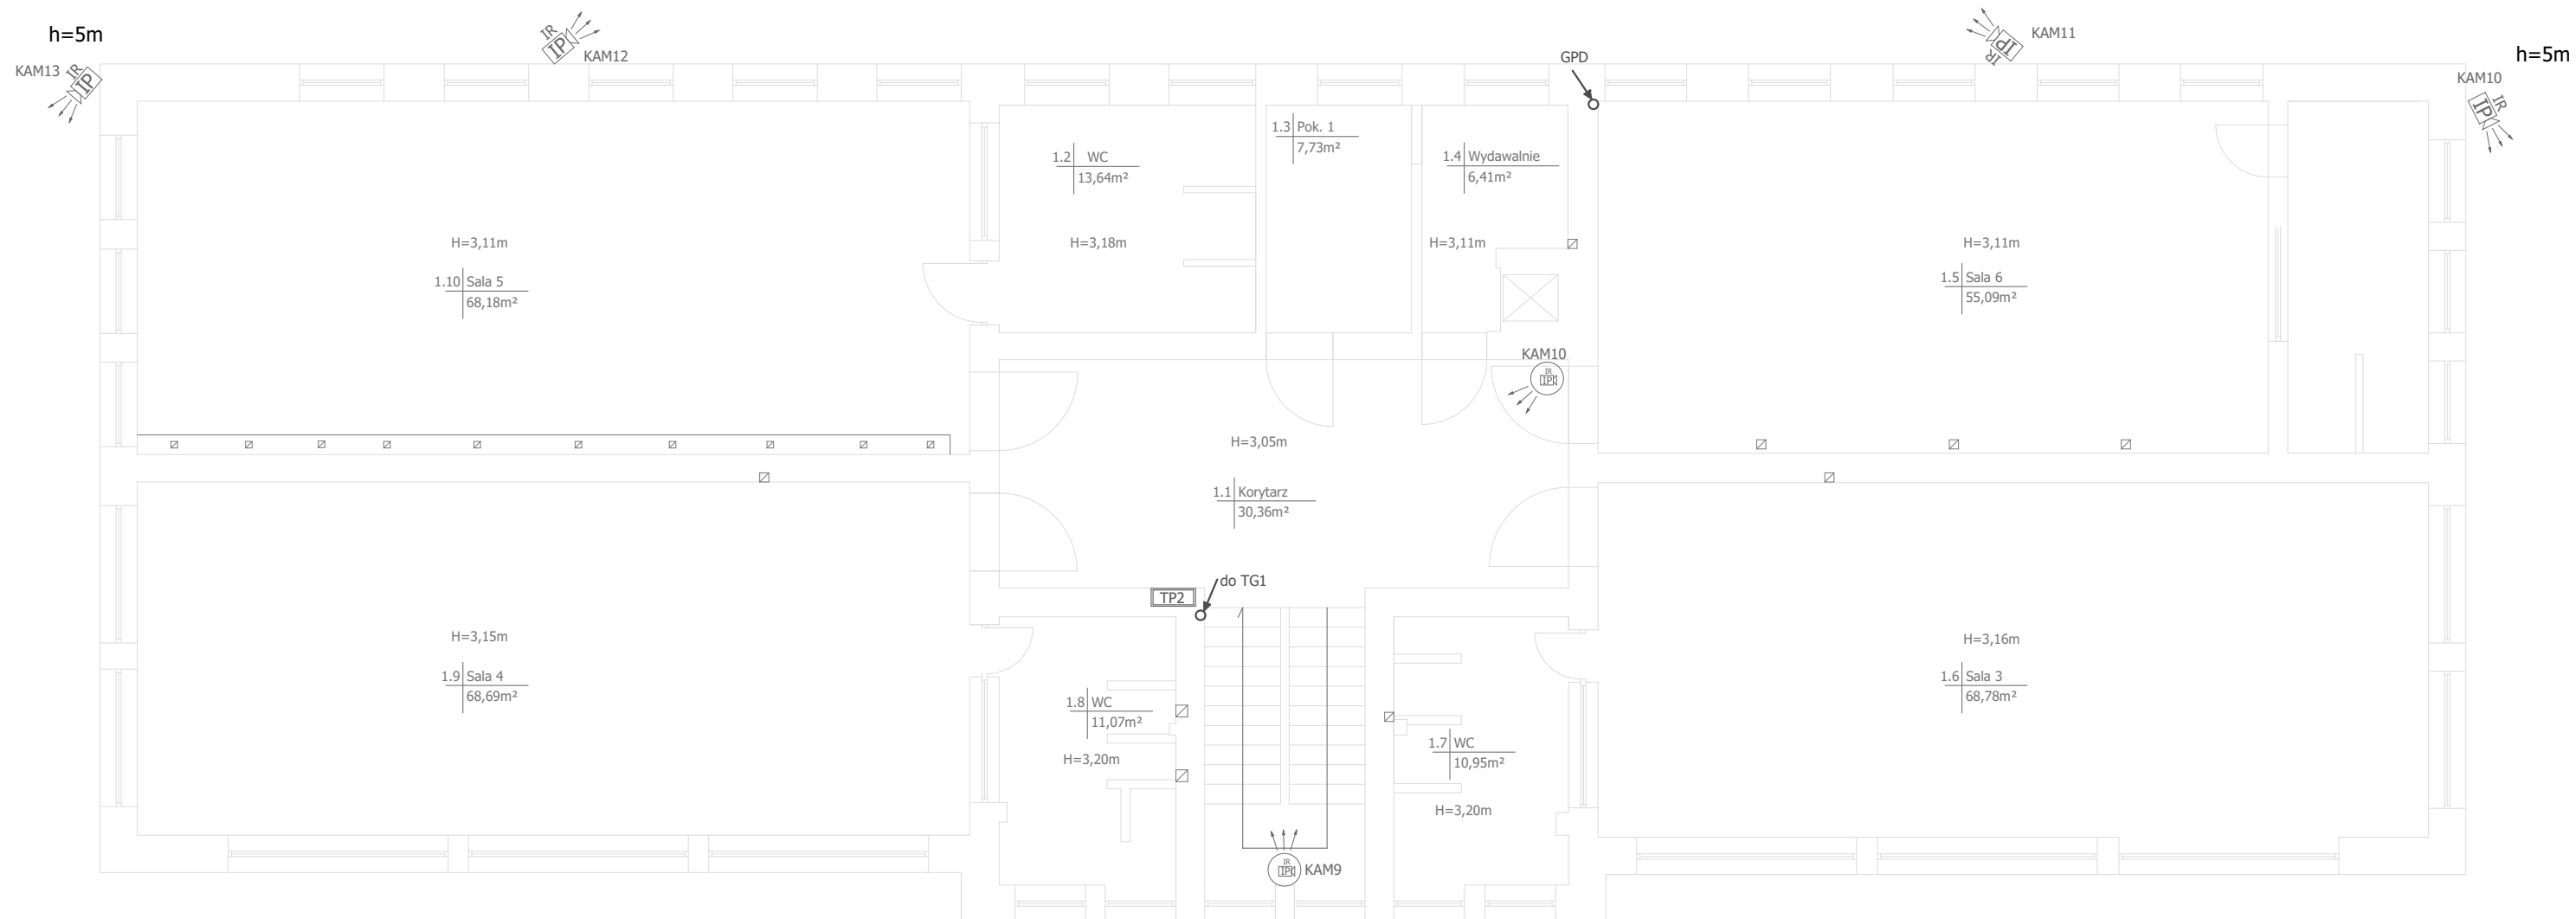 h=5m
IR
IP
KAM12
IR
IP
KAM11
GPD
h=5m
KAM13
IR
IP
KAM10
IR
IP
1.3 Pok. 1
7,73m²
1.2 WC
13,64m²
1.4 Wydawalnie
6,41m²
H=3,11m
H=3,18m
H=3,11m
H=3,11m
1.10 Sala 5
68,18m²
1.5 Sala 6
55,09m²
KAM10
IR
IP
H=3,05m
1.1 Korytarz
30,36m²
do TG1
TP2
H=3,15m
H=3,16m
1.9 Sala 4
68,69m²
1.6 Sala 3
68,78m²
1.8 WC
11,07m²
1.7 WC
10,95m²
H=3,20m
H=3,20m
IR
IP
KAM9